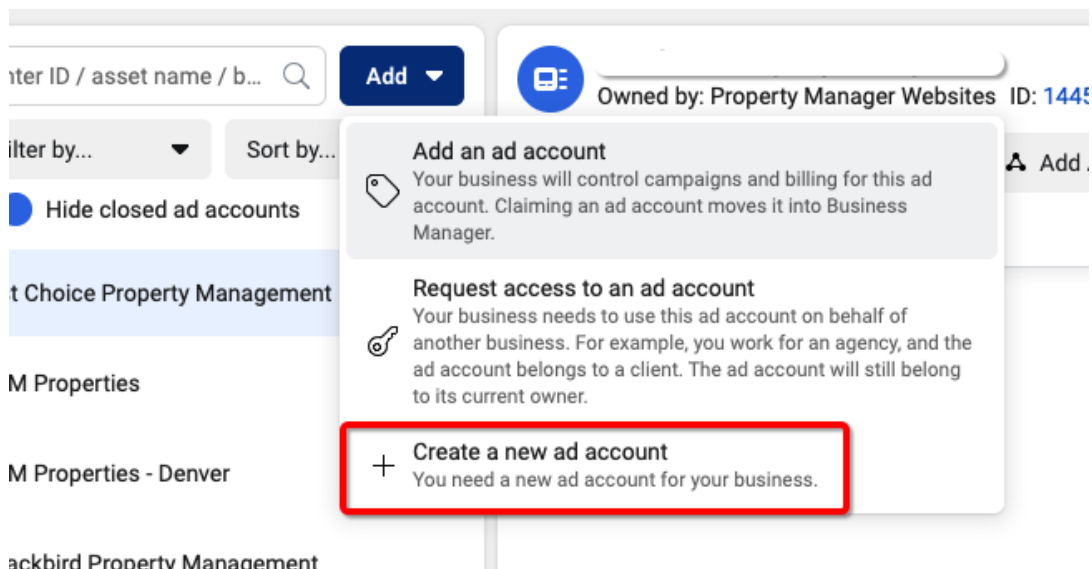 nter ID / asset name / b...
Add
Owned by: Property Manager Websites ID: 1445
ilter by...
Sort by...
Add
Hide closed ad accounts
Add an ad account
Your business will control campaigns and billing for this ad
account. Claiming an ad account moves it into Business
Manager.
t Choice Property Management
Request access to an ad account
Your business needs to use this ad account on behalf of
another business. For example, you work for an agency, and the
ad account belongs to a client. The ad account will still belong
to its current owner.
M Properties
Create a new ad account
You need a new ad account for your business.
M Properties - Denver
ackbird Property Management